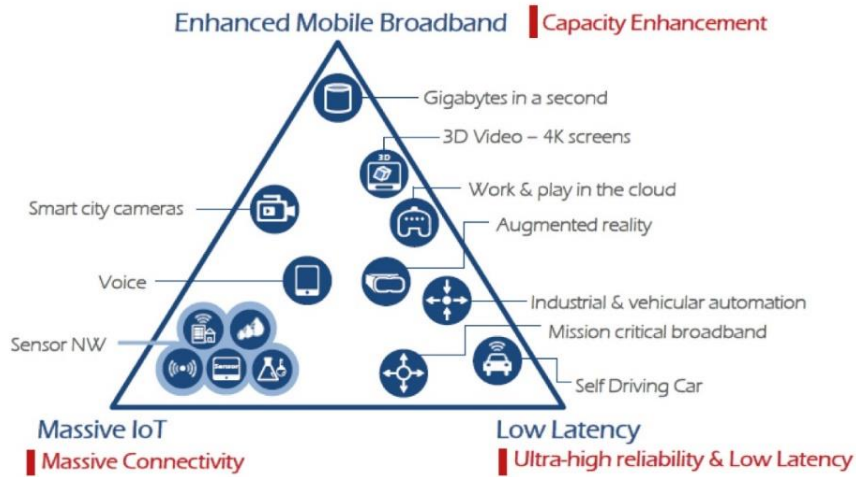 Enhanced Mobile Broadband
Capacity Enhancement
Gigabytes in a second
3D Video – 4K screens
3D
Smart city cameras
Work & play in the cloud
Augmented reality
Voice
Industrial & vehicular automation
Mission critical broadband
Sensor NW
Sensor
Self Driving Car
Massive IoT
Low Latency
Massive Connectivity
Ultra-high reliability & Low Latency